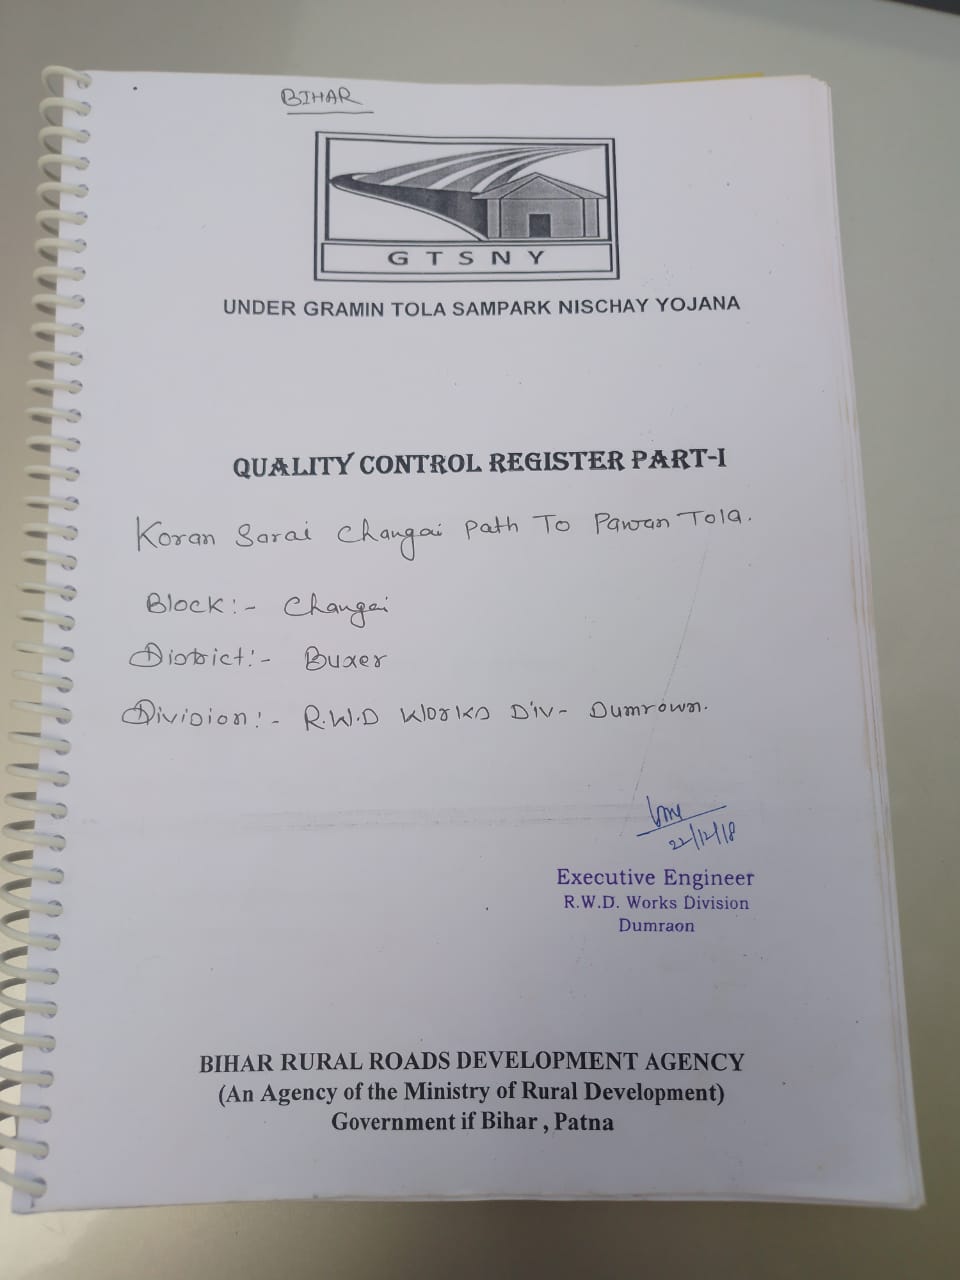 BIHAR
GTSNY
UNDER GRAMIN TOLA SAMPARK NISCHAY YOJANA
QUALITY CONTROL REGISTER PART-I
Koran Sarai Changai Path To Pawan Tola.
Block:- Changai
District:- Buxer
Division:- R.W.D Works Div- Dumrown.
22/12/18
Executive Engineer
R.W.D. Works Division
Dumraon
BIHAR RURAL ROADS DEVELOPMENT AGENCY
(An Agency of the Ministry of Rural Development)
Government if Bihar , Patna